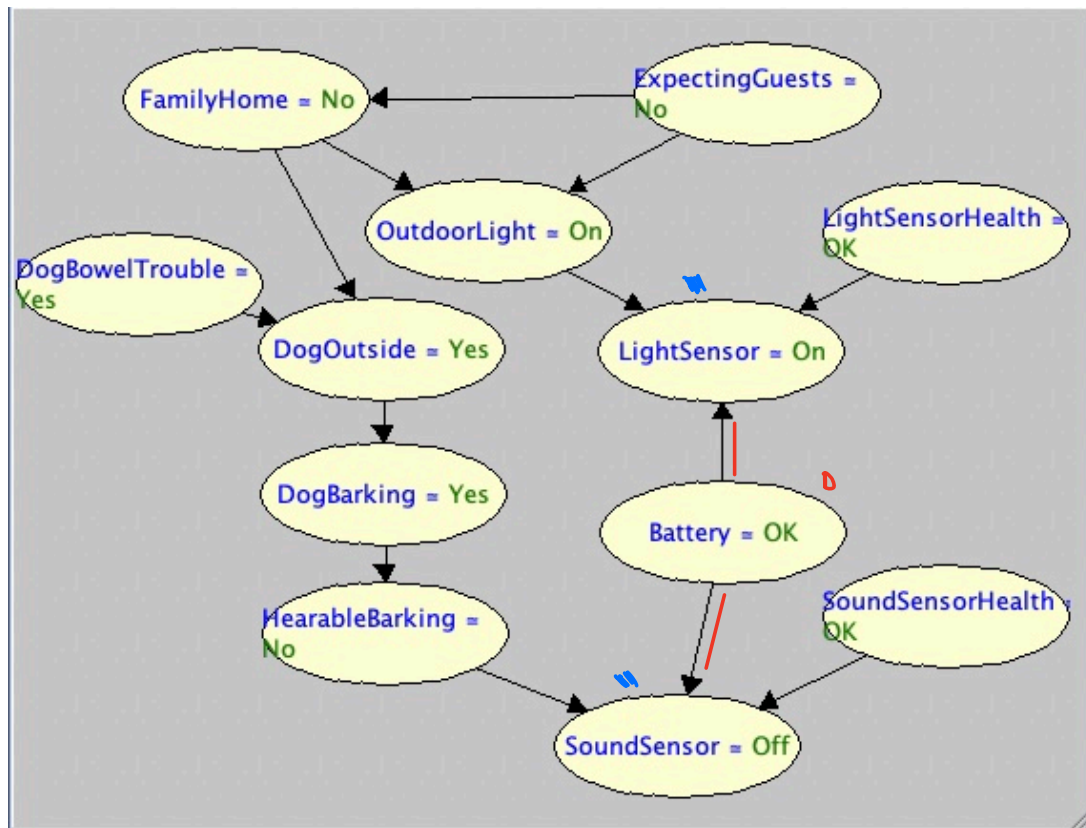 FamilyHome = No
ExpectingGuests =
No
OutdoorLight = On
LightSensorHealth =
OK
DogBowelTrouble =
Yes
DogOutside = Yes
LightSensor = On
DogBarking = Yes
Battery = OK
HearableBarking =
No
SoundSensorHealth =
OK
SoundSensor = Off